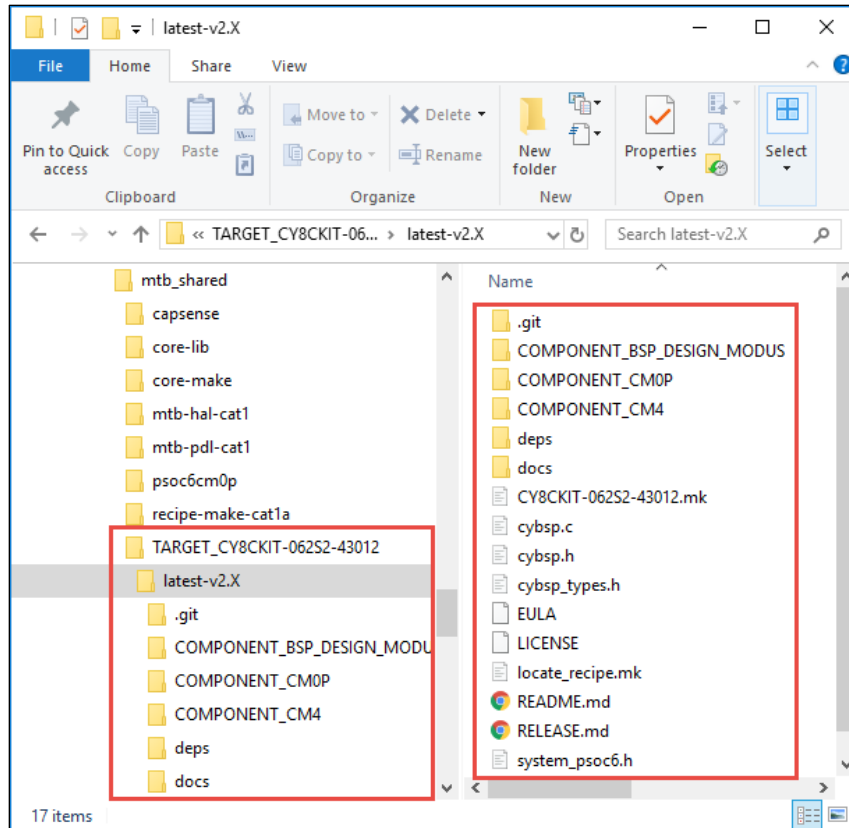 latest-v2.X
File Home Share View
Pin to Quick access
Copy
Paste
Clipboard
Move to
Copy to
Delete
Rename
Organize
New folder
New
Properties
Open
Select
« TARGET_CY8CKIT-06... › latest-v2.X
Search latest-v2.X
mtb_shared
capsense
core-lib
core-make
mtb-hal-cat1
mtb-pdl-cat1
psoc6cm0p
recipe-make-cat1a
TARGET_CY8CKIT-062S2-43012
latest-v2.X
.git
COMPONENT_BSP_DESIGN_MODU
COMPONENT_CM0P
COMPONENT_CM4
deps
docs
Name
.git
COMPONENT_BSP_DESIGN_MODUS
COMPONENT_CM0P
COMPONENT_CM4
deps
docs
CY8CKIT-062S2-43012.mk
cybsp.c
cybsp.h
cybsp_types.h
EULA
LICENSE
locate_recipe.mk
README.md
RELEASE.md
system_psoc6.h
17 items